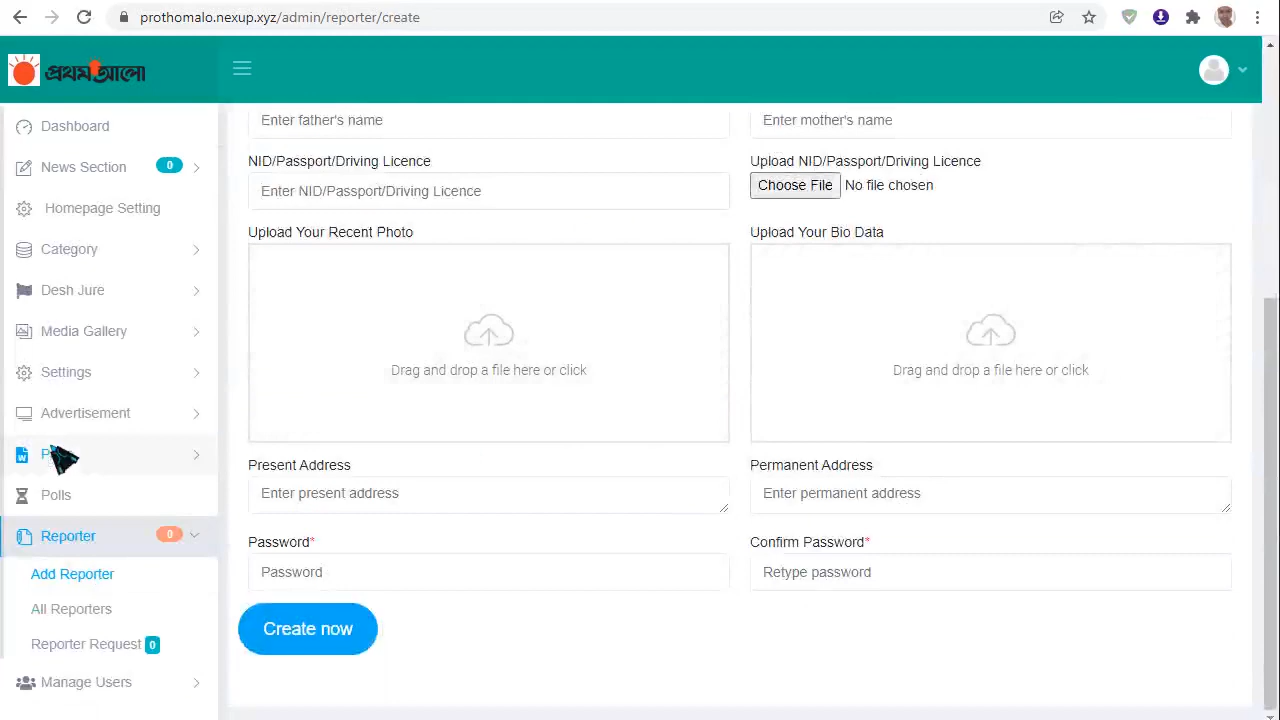 prothomalo.nexup.xyz/admin/reporter/create
প্রথম আলো
Dashboard
News Section 0
Homepage Setting
Category
Desh Jure
Media Gallery
Settings
Advertisement
Polls
Reporter 0
Add Reporter
All Reporters
Reporter Request 0
Manage Users
Enter father's name
Enter mother's name
NID/Passport/Driving Licence
Upload NID/Passport/Driving Licence
Enter NID/Passport/Driving Licence
Choose File No file chosen
Upload Your Recent Photo
Upload Your Bio Data
Drag and drop a file here or click
Drag and drop a file here or click
Present Address
Permanent Address
Enter present address
Enter permanent address
Password*
Confirm Password*
Password
Retype password
Create now